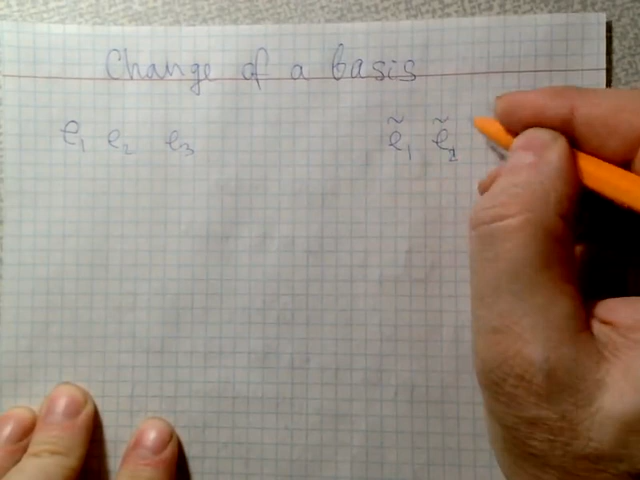 Change of a basis
e₁ e₂ e₃ ẽ₁ ẽ₂